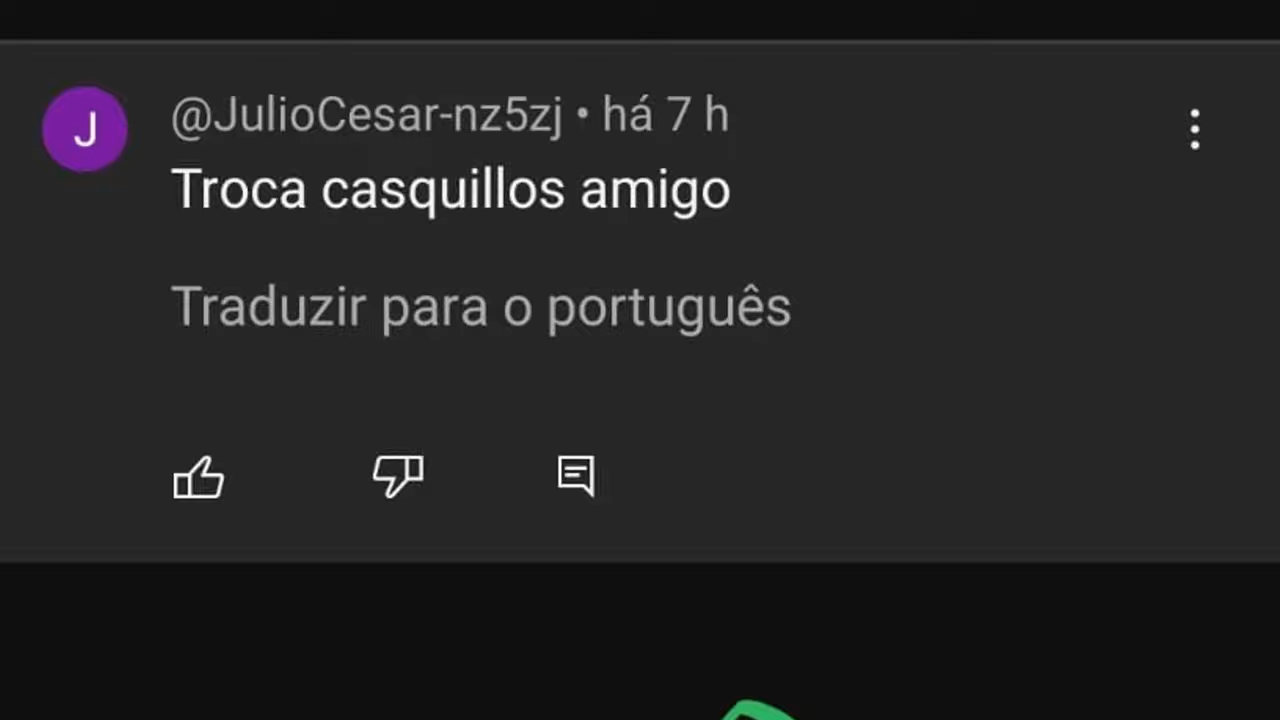 J
@JulioCesar-nz5zj • há 7 h
Troca casquillos amigo
Traduzir para o português